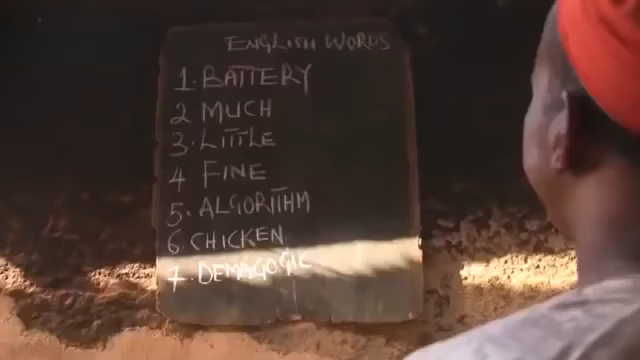 ENGLISH WORDS
1. BATTERY
2 MUCH
3. LITTLE
4 FINE
5. ALGORITHM
6 CHICKEN
7. DEMAGOGIC